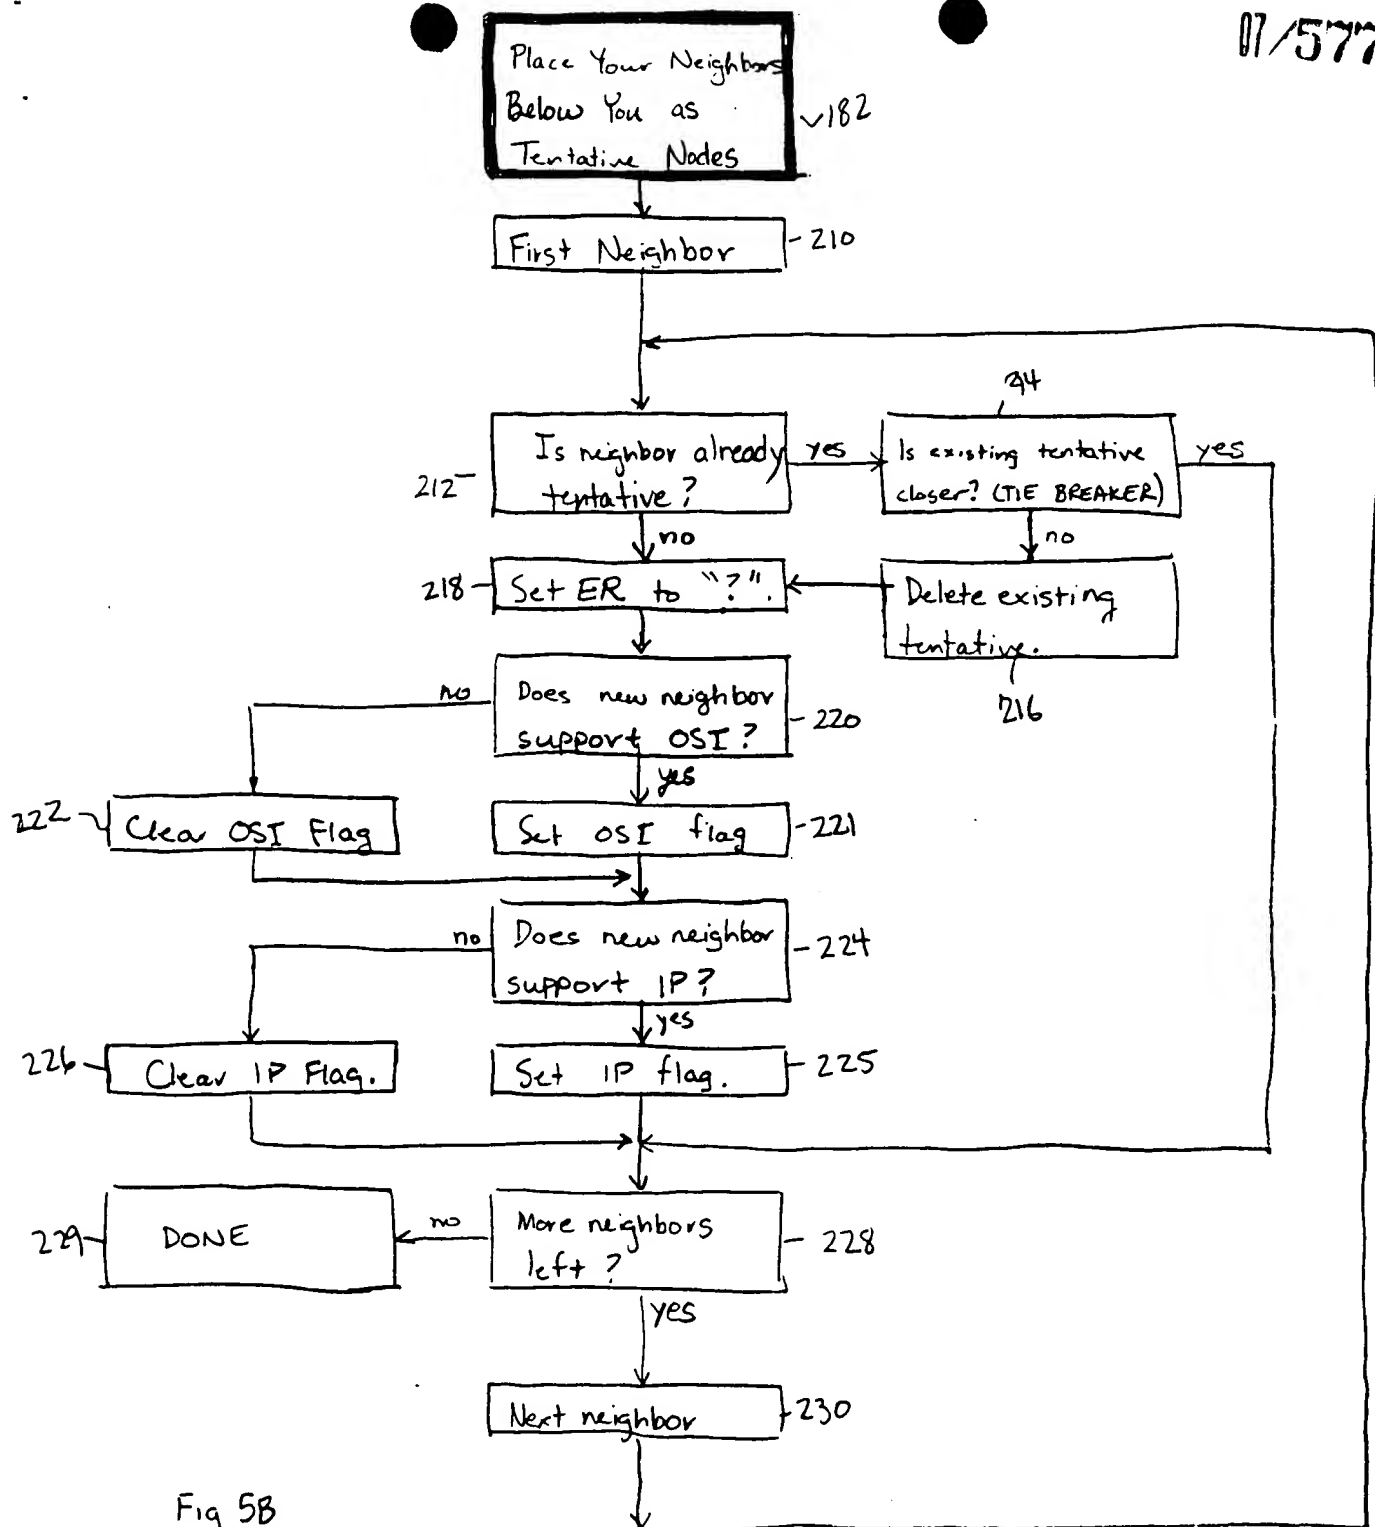 07/577
Place Your Neighbors
Below You as
Tentative Nodes
182
First Neighbor
210
Is neighbor already
tentative?
212
yes
Is existing tentative
closer? (TIE BREAKER)
yes
no
no
218
Set ER to "?".
Delete existing
tentative.
216
no
Does new neighbor
support OSI?
220
yes
222
Clear OSI Flag
Set OSI flag
221
no
Does new neighbor
support IP?
224
yes
226
Clear IP Flag.
Set IP flag.
225
229
DONE
no
More neighbors
left?
228
yes
Next neighbor
230
Fig 5B